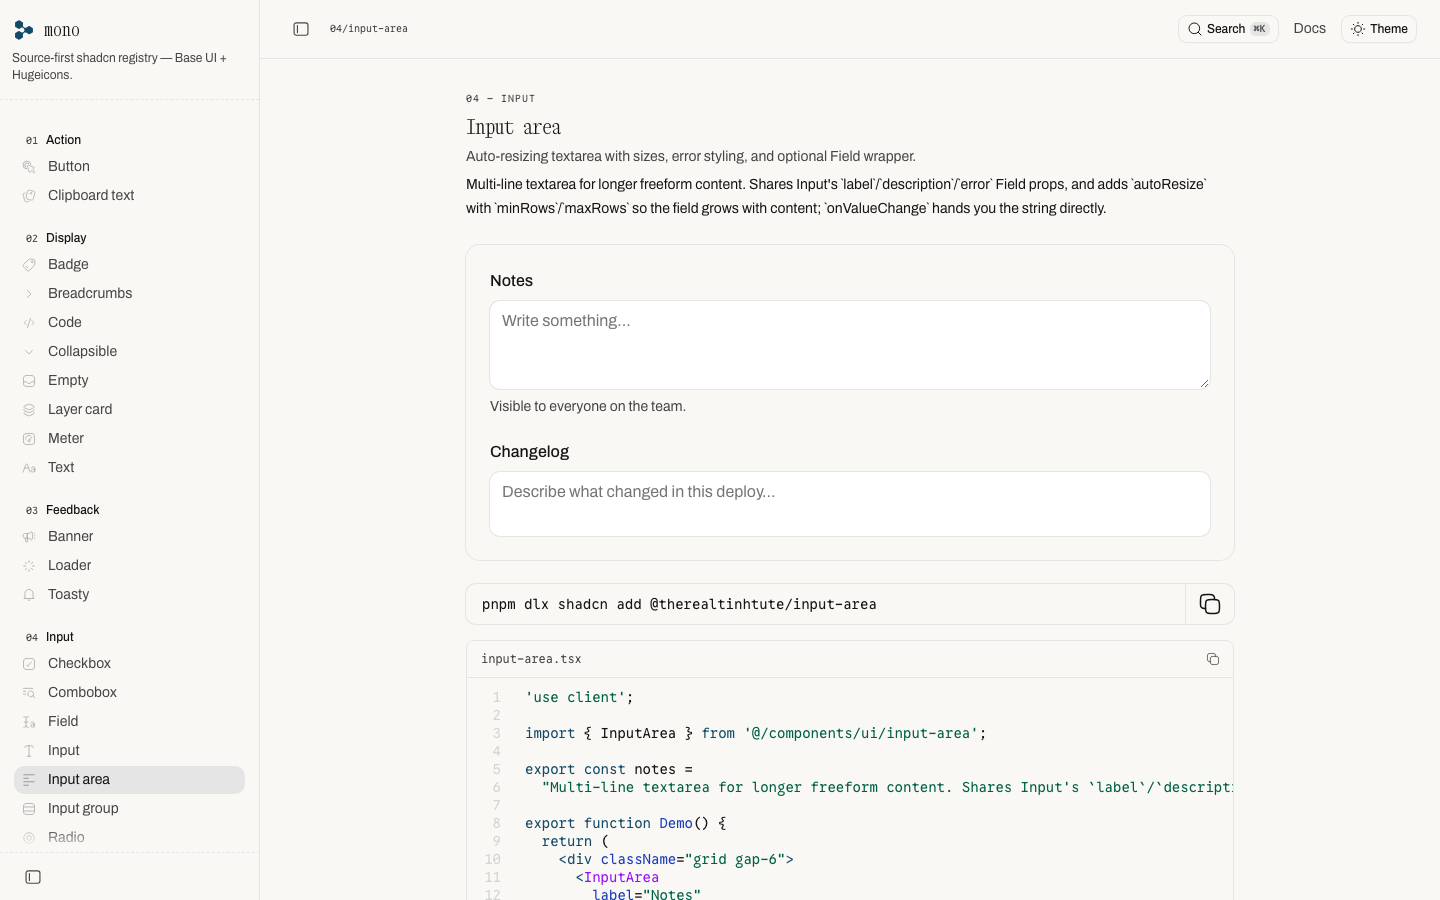 mono
Source-first shadcn registry — Base UI +
Hugeicons.
01 Action
Button
Clipboard text
02 Display
Badge
Breadcrumbs
Code
Collapsible
Empty
Layer card
Meter
Text
03 Feedback
Banner
Loader
Toasty
04 Input
Checkbox
Combobox
Field
Input
Input area
Input group
Radio
04/input-area
Search ⌘K
Docs
Theme
04 — INPUT
Input area
Auto-resizing textarea with sizes, error styling, and optional Field wrapper.
Multi-line textarea for longer freeform content. Shares Input's `label`/`description`/`error` Field props, and adds `autoResize`
with `minRows`/`maxRows` so the field grows with content; `onValueChange` hands you the string directly.
Notes
Write something...
Visible to everyone on the team.
Changelog
Describe what changed in this deploy...
pnpm dlx shadcn add @therealtinhtute/input-area
input-area.tsx
1 'use client';
2
3 import { InputArea } from '@/components/ui/input-area';
4
5 export const notes =
6 "Multi-line textarea for longer freeform content. Shares Input's `label`/`descripti
7
8 export function Demo() {
9 return (
10 <div className="grid gap-6">
11 <InputArea
12 label="Notes"